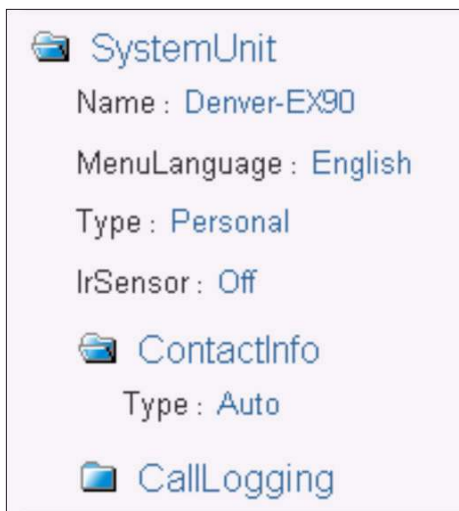 SystemUnit
Name : Denver-EX90
MenuLanguage : English
Type : Personal
IrSensor : Off
ContactInfo
Type : Auto
CallLogging